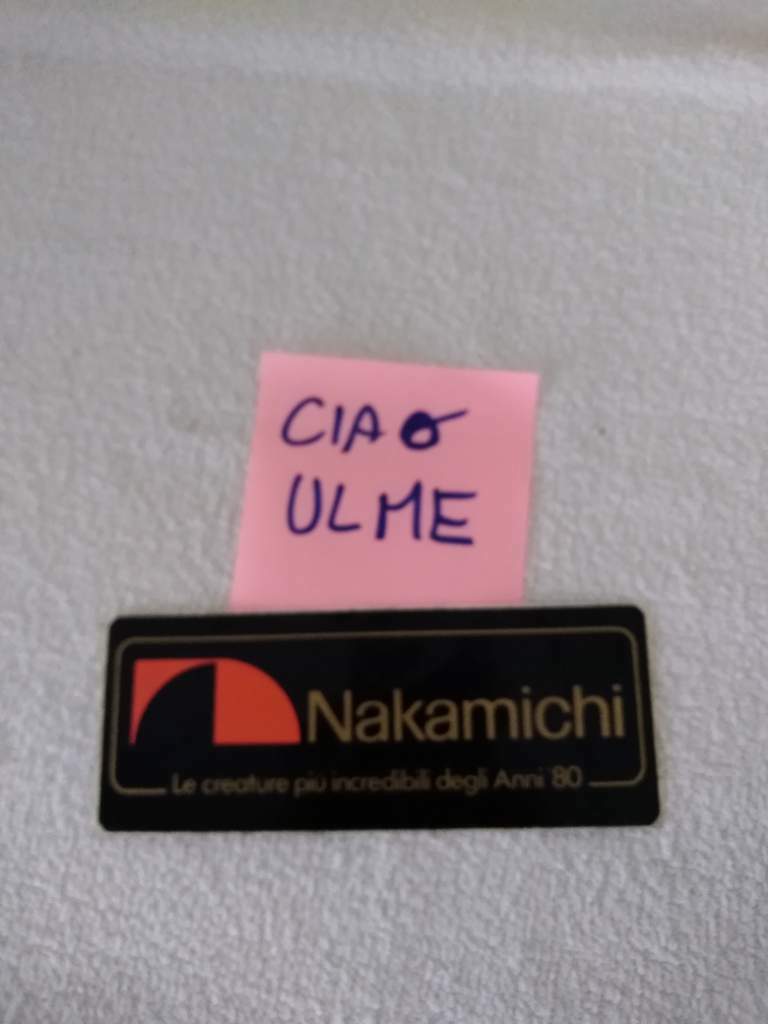 CIAO
ULME
Nakamichi
Le creature più incredibili degli Anni '80